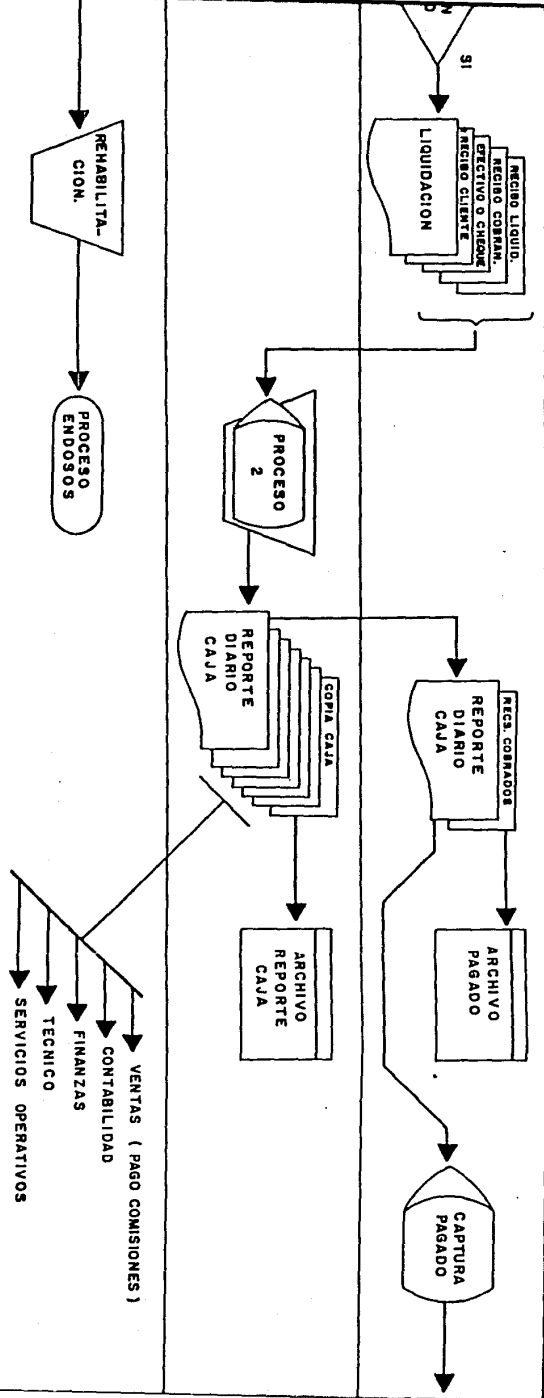 N
O
SI
RECIBO LIQUID.
RECIBO COBRAN.
EFECTIVO O CHEQUE
RECIBO CLIENTE
LIQUIDACION
RECS. COBRADOS
REPORTE
DIARIO
CAJA
ARCHIVO
PAGADO
CAPTURA
PAGADO
PROCESO
2
COPIA CAJA
REPORTE
DIARIO
CAJA
ARCHIVO
REPORTE
CAJA
REHABILITA-
CION.
PROCESO
ENDOSOS
VENTAS ( PAGO COMISIONES )
CONTABILIDAD
FINANZAS
TECNICO
SERVICIOS OPERATIVOS